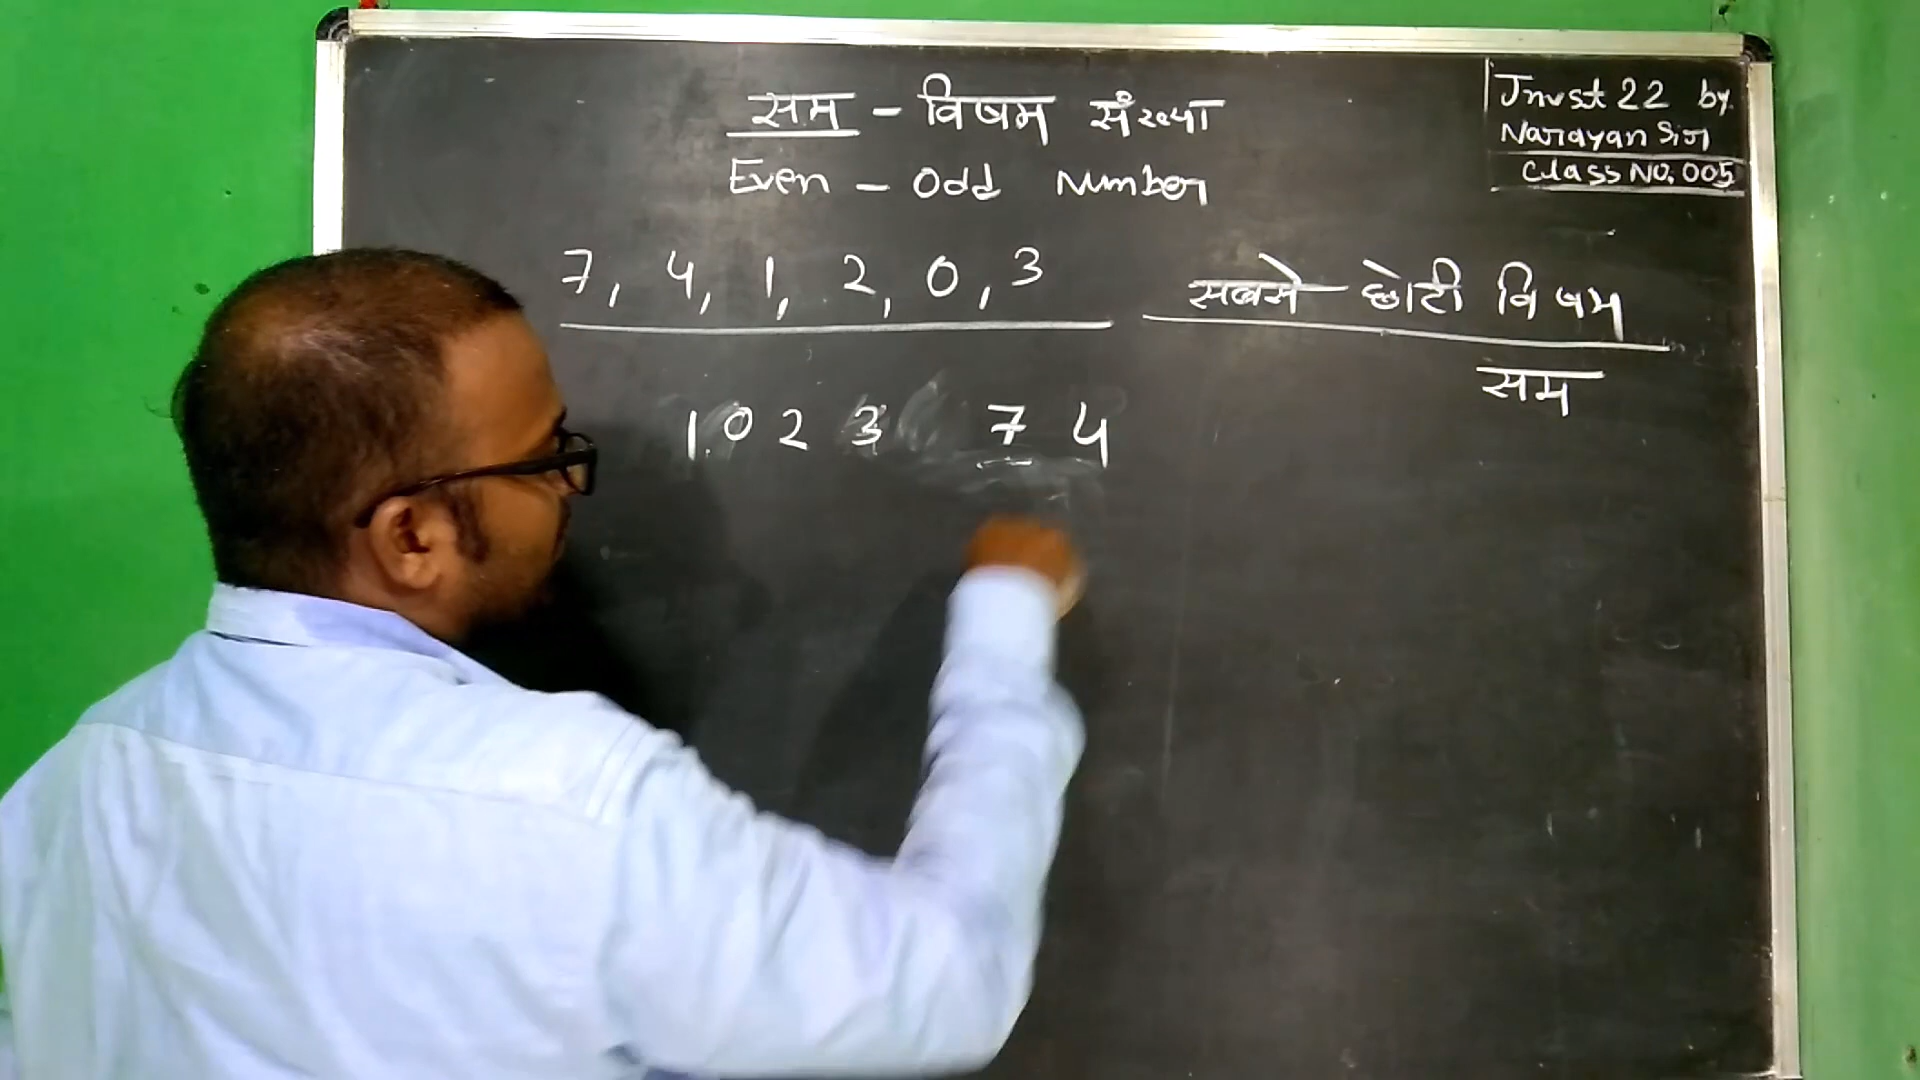 सम - विषम संख्या
Even - Odd Number
Jnvst 22 by
Narayan Sir
Class No, 005
7, 4, 1, 2, 0, 3
सबसे छोटी विषम
सम
1 0 2 3 7 4